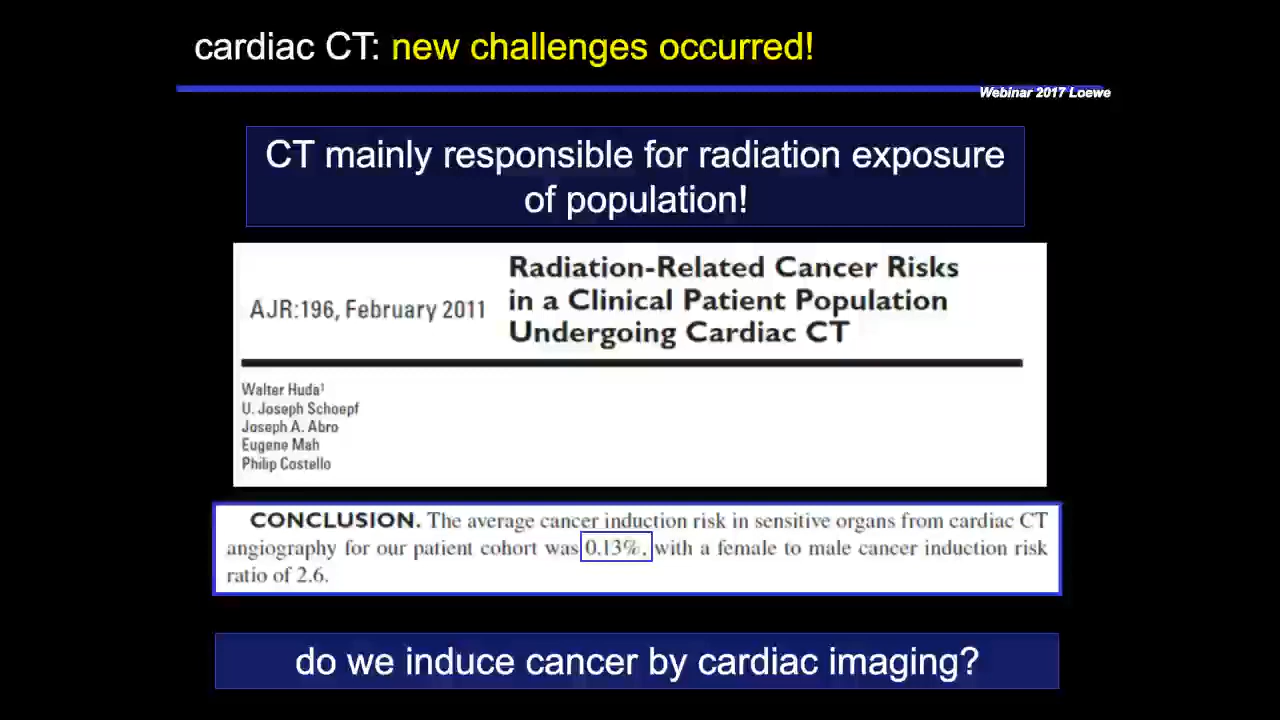 cardiac CT: new challenges occurred!
Webinar 2017 Loewe
CT mainly responsible for radiation exposure
of population!
AJR:196, February 2011
Radiation-Related Cancer Risks
in a Clinical Patient Population
Undergoing Cardiac CT
Walter Huda¹
U. Joseph Schoepf
Joseph A. Abro
Eugene Mah
Philip Costello
CONCLUSION. The average cancer induction risk in sensitive organs from cardiac CT
angiography for our patient cohort was 0.13%, with a female to male cancer induction risk
ratio of 2.6.
do we induce cancer by cardiac imaging?